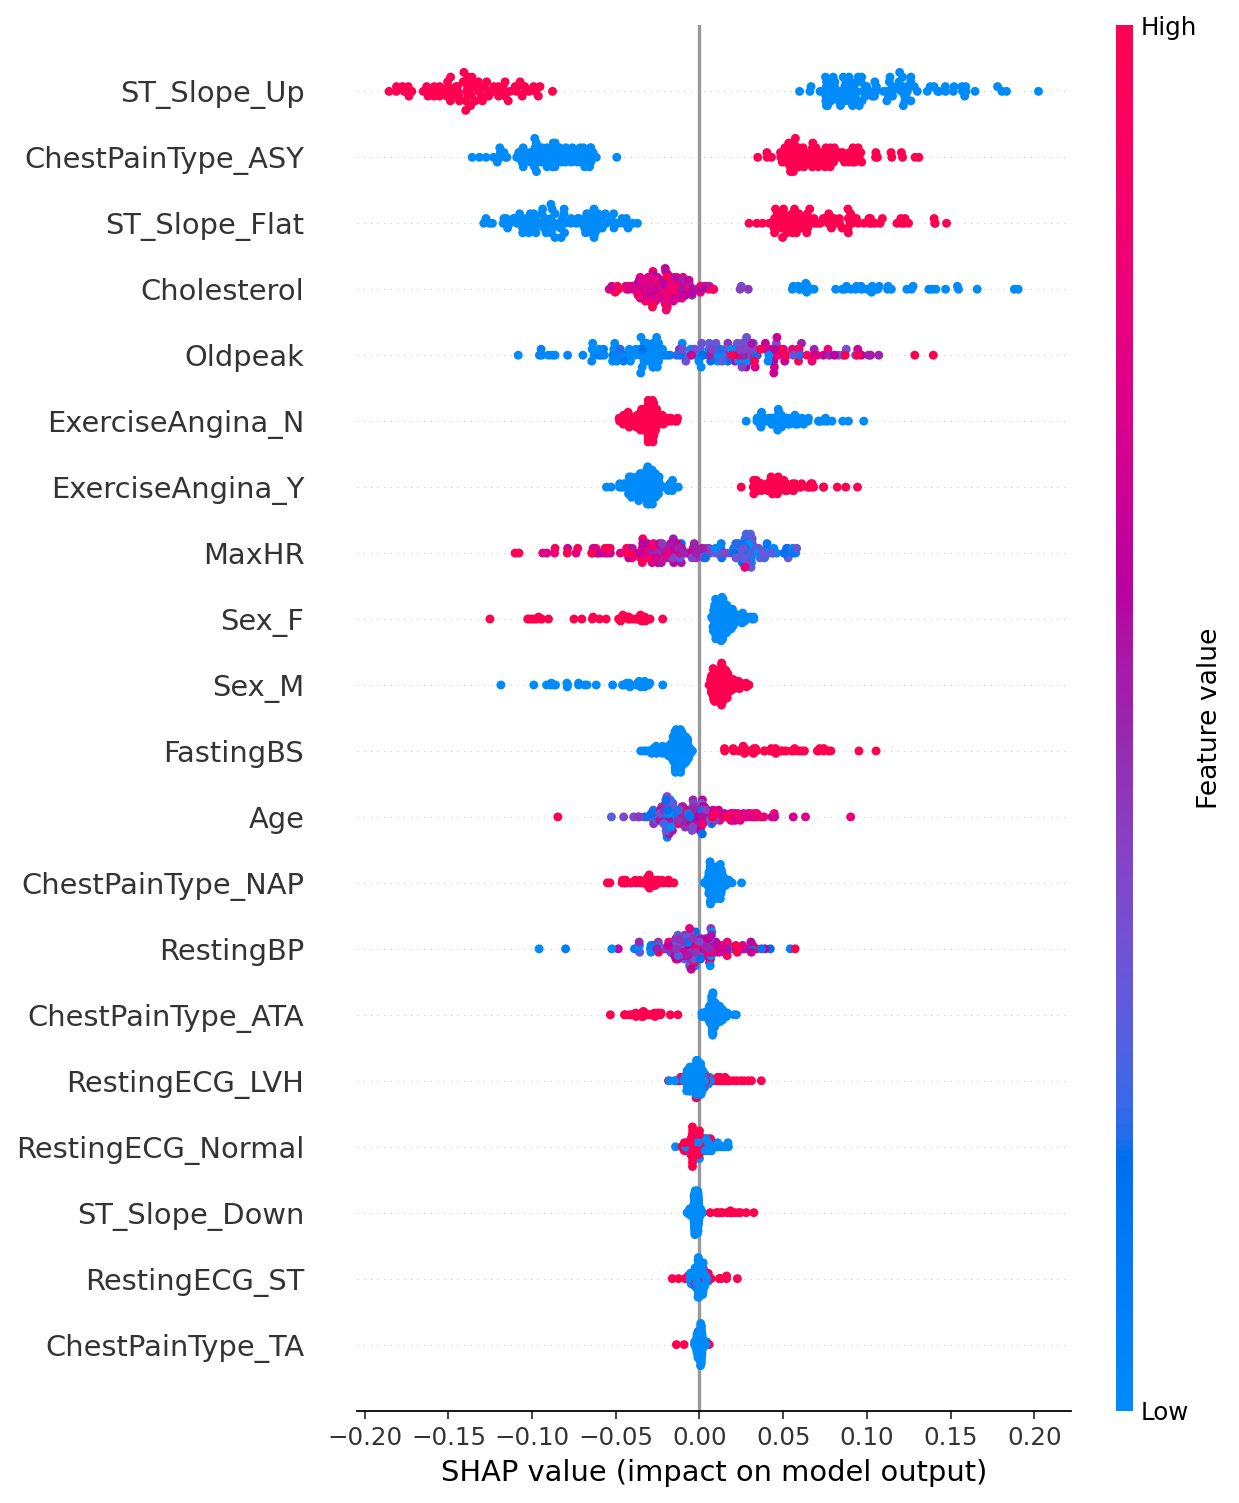 High
ST_Slope_Up
ChestPainType_ASY
ST_Slope_Flat
Cholesterol
Oldpeak
ExerciseAngina_N
ExerciseAngina_Y
MaxHR
Sex_F
Sex_M
FastingBS
Age
ChestPainType_NAP
RestingBP
ChestPainType_ATA
RestingECG_LVH
RestingECG_Normal
ST_Slope_Down
RestingECG_ST
ChestPainType_TA
Feature value
Low
−0.20 −0.15 −0.10 −0.05 0.00 0.05 0.10 0.15 0.20
SHAP value (impact on model output)